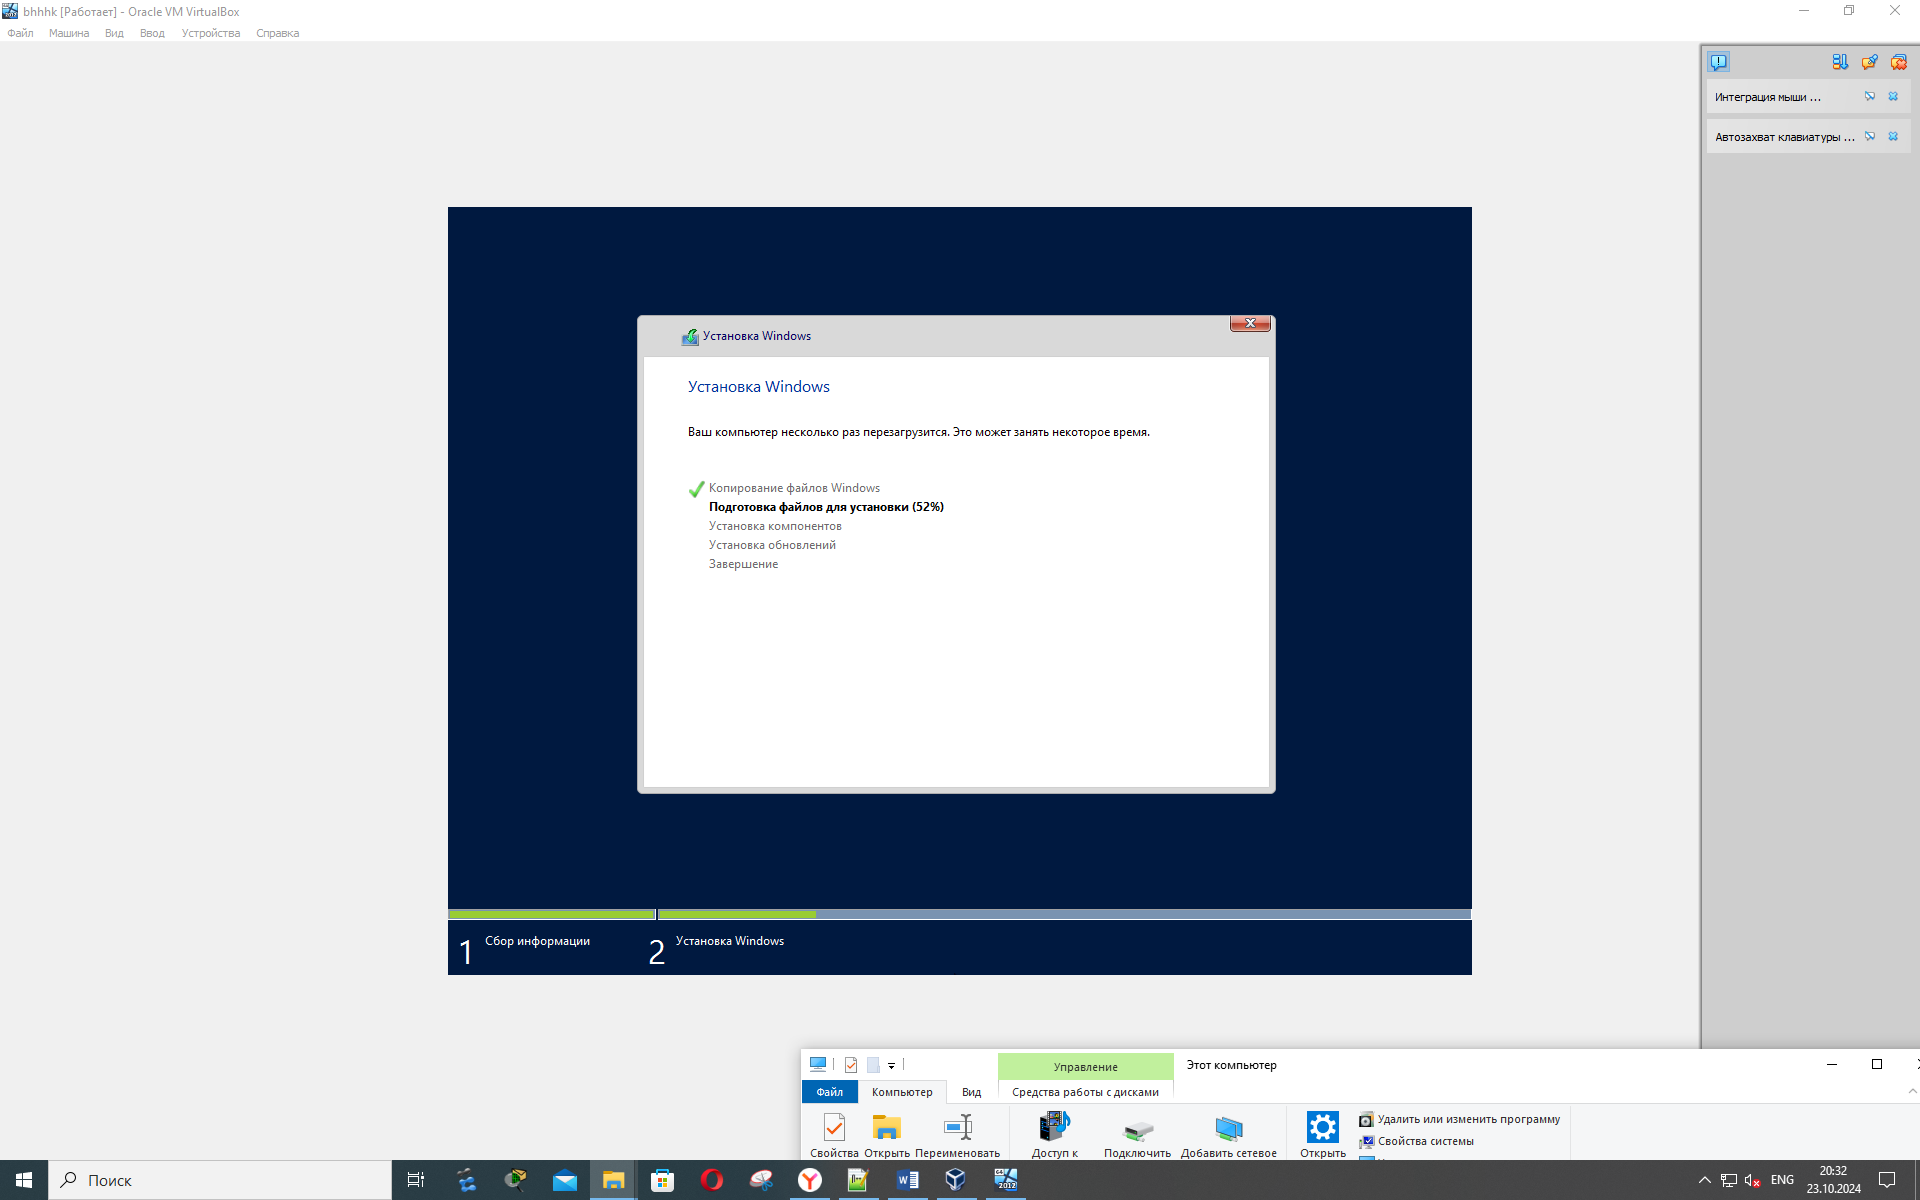 bhhhk [Работает] - Oracle VM VirtualBox
Файл Машина Вид Ввод Устройства Справка
Интеграция мыши ...
Автозахват клавиатуры ...
Установка Windows
Установка Windows
Ваш компьютер несколько раз перезагрузится. Это может занять некоторое время.
Копирование файлов Windows
Подготовка файлов для установки (52%)
Установка компонентов
Установка обновлений
Завершение
1 Сбор информации
2 Установка Windows
Управление Этот компьютер
Файл Компьютер Вид Средства работы с дисками
Свойства Открыть Переименовать Доступ к Подключить Добавить сетевое Открыть
Удалить или изменить программу
Свойства системы
Поиск
ENG
20:32
23.10.2024